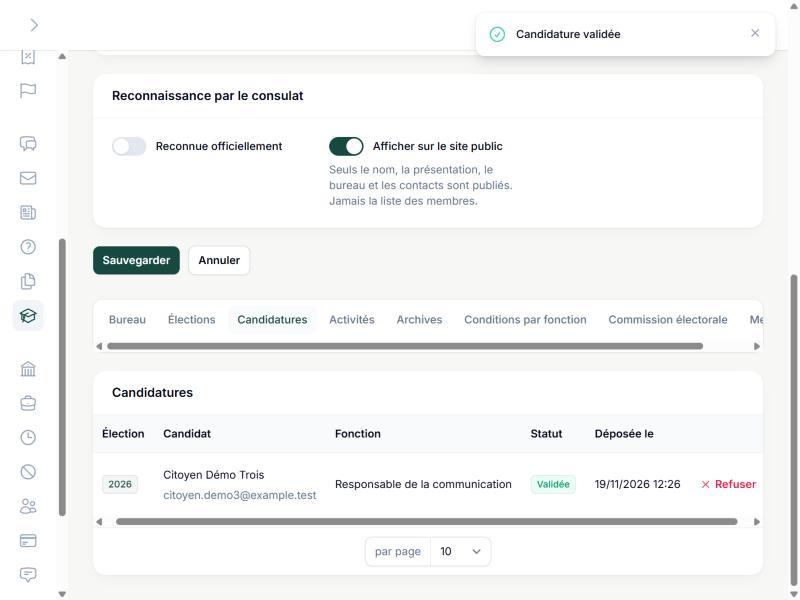 Candidature validée
Reconnaissance par le consulat
Reconnue officiellement
Afficher sur le site public
Seuls le nom, la présentation, le
bureau et les contacts sont publiés.
Jamais la liste des membres.
Sauvegarder
Annuler
Bureau Élections Candidatures Activités Archives Conditions par fonction Commission électorale Me
Candidatures
Élection Candidat Fonction Statut Déposée le
2026 Citoyen Démo Trois Responsable de la communication Validée 19/11/2026 12:26 Refuser
citoyen.demo3@example.test
par page 10